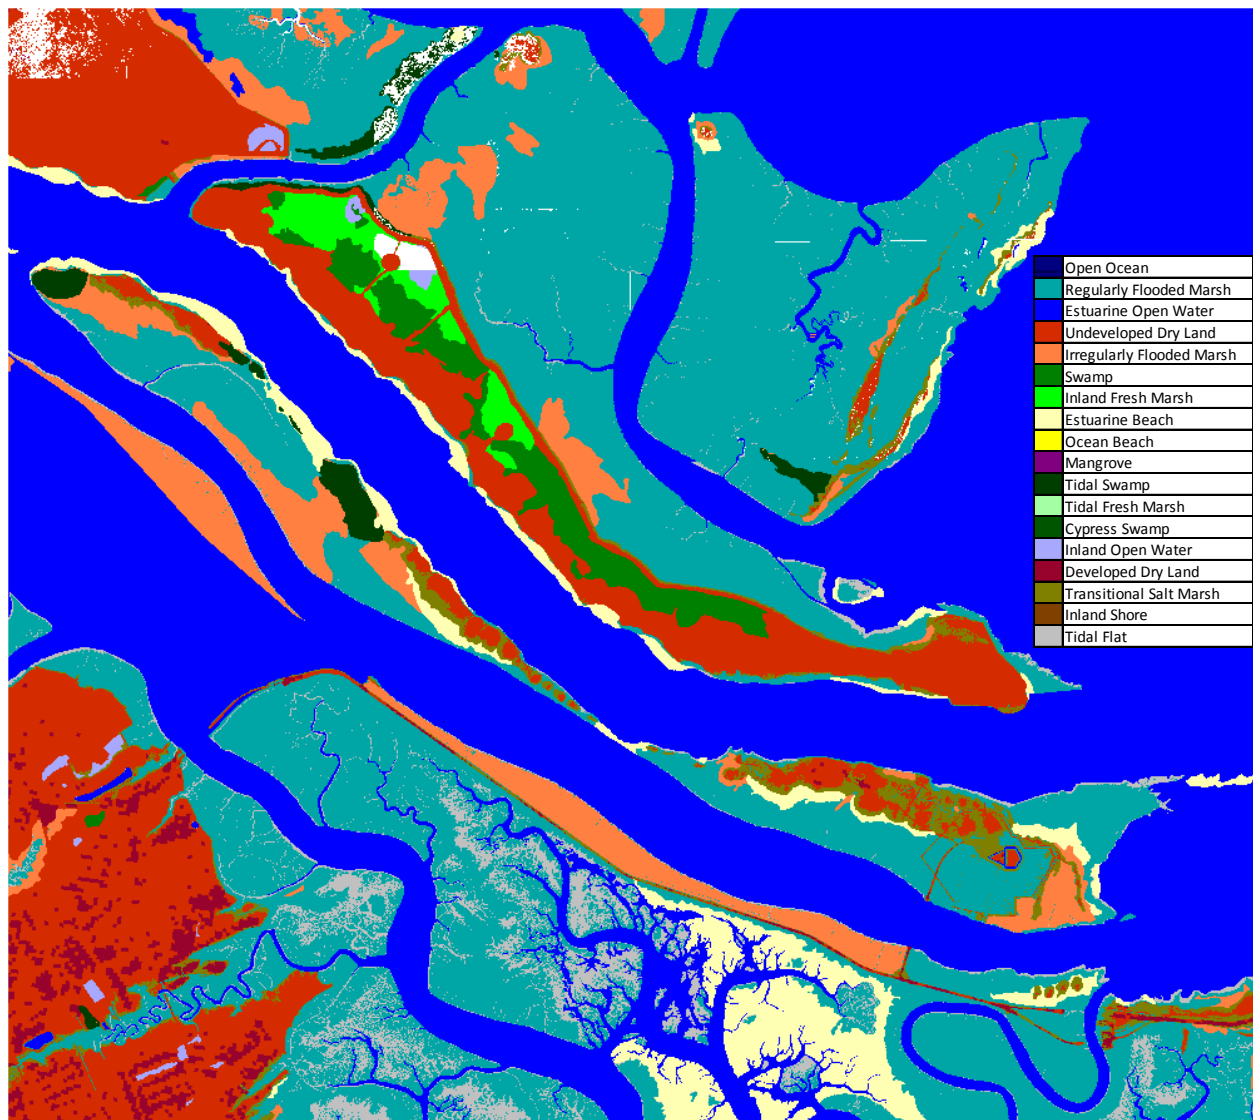 Open Ocean
Regularly Flooded Marsh
Estuarine Open Water
Undeveloped Dry Land
Irregularly Flooded Marsh
Swamp
Inland Fresh Marsh
Estuarine Beach
Ocean Beach
Mangrove
Tidal Swamp
Tidal Fresh Marsh
Cypress Swamp
Inland Open Water
Developed Dry Land
Transitional Salt Marsh
Inland Shore
Tidal Flat